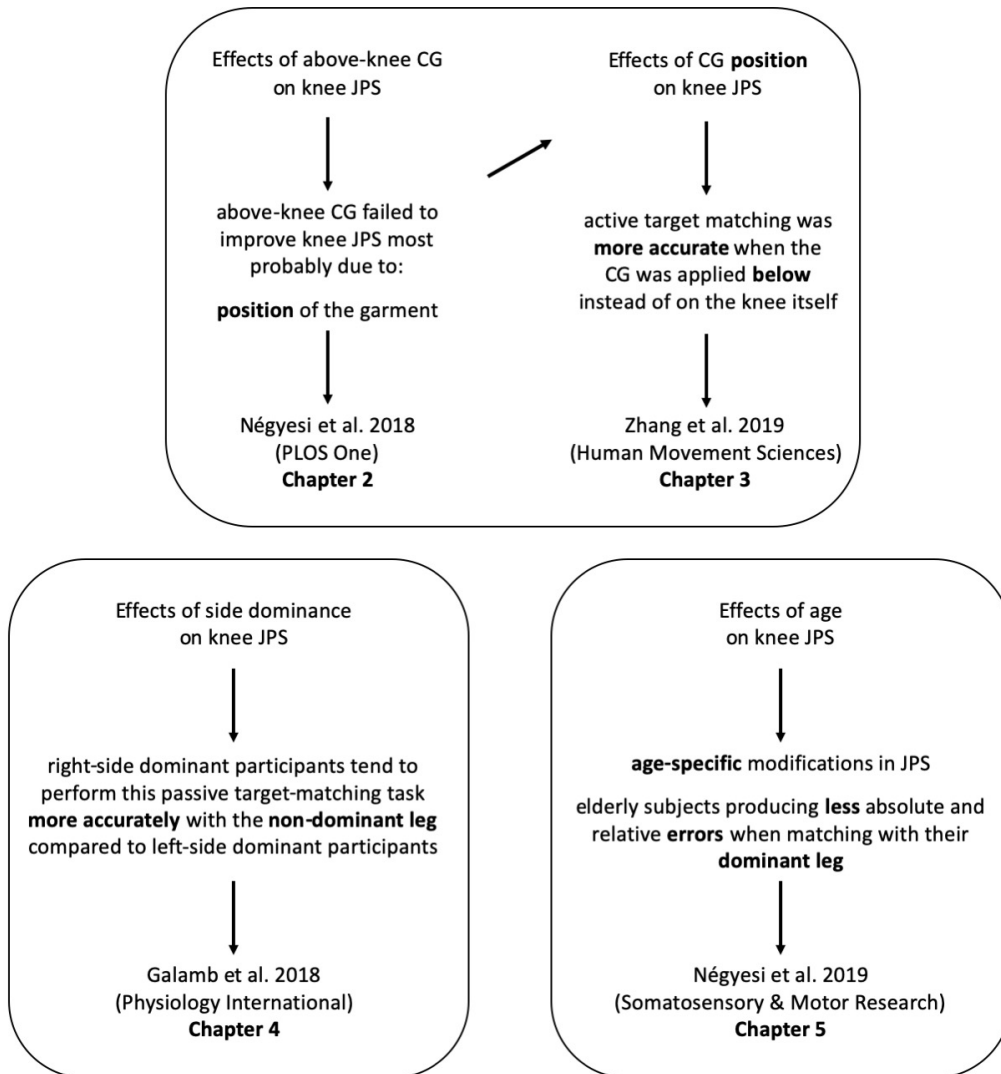 Effects of above-knee CG
on knee JPS
above-knee CG failed to
improve knee JPS most
probably due to:
position of the garment
Négyesi et al. 2018
(PLOS One)
Chapter 2
Effects of CG position
on knee JPS
active target matching was
more accurate when the
CG was applied below
instead of on the knee itself
Zhang et al. 2019
(Human Movement Sciences)
Chapter 3
Effects of side dominance
on knee JPS
right-side dominant participants tend to
perform this passive target-matching task
more accurately with the non-dominant leg
compared to left-side dominant participants
Galamb et al. 2018
(Physiology International)
Chapter 4
Effects of age
on knee JPS
age-specific modifications in JPS
elderly subjects producing less absolute and
relative errors when matching with their
dominant leg
Négyesi et al. 2019
(Somatosensory & Motor Research)
Chapter 5